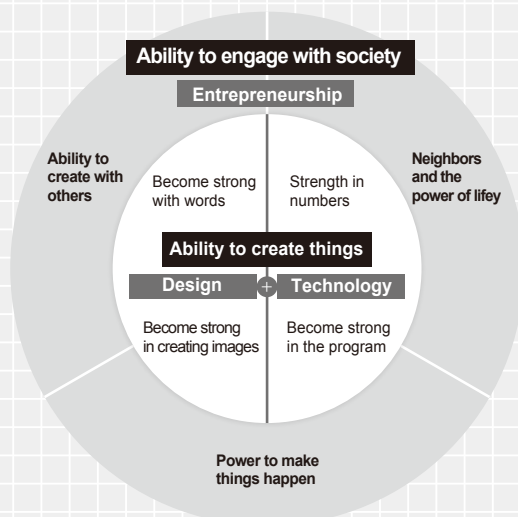 Ability to engage with society
Entrepreneurship
Ability to
create with
others
Neighbors
and the
power of lifey
Become strong
with words
Strength in
numbers
Ability to create things
Design
+
Technology
Become strong
in creating images
Become strong
in the program
Power to make
things happen